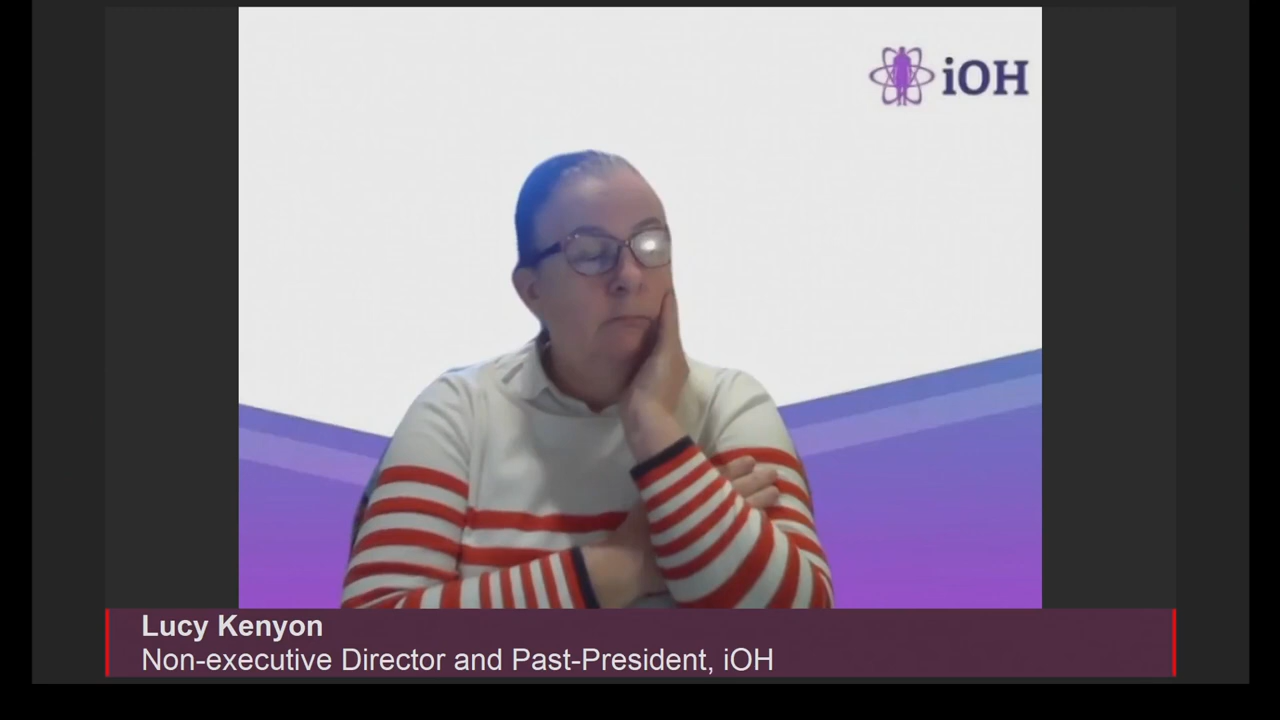 iOH
Lucy Kenyon
Non-executive Director and Past-President, iOH